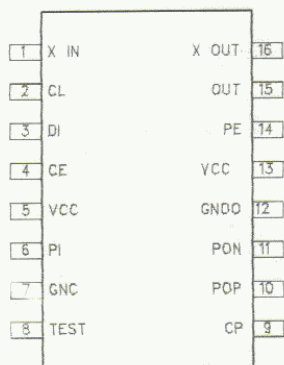 1 X IN X OUT 16
2 CL OUT 15
3 DI PE 14
4 CE VCC 13
5 VCC GNDO 12
6 PI PON 11
7 GNC POP 10
8 TEST CP 9